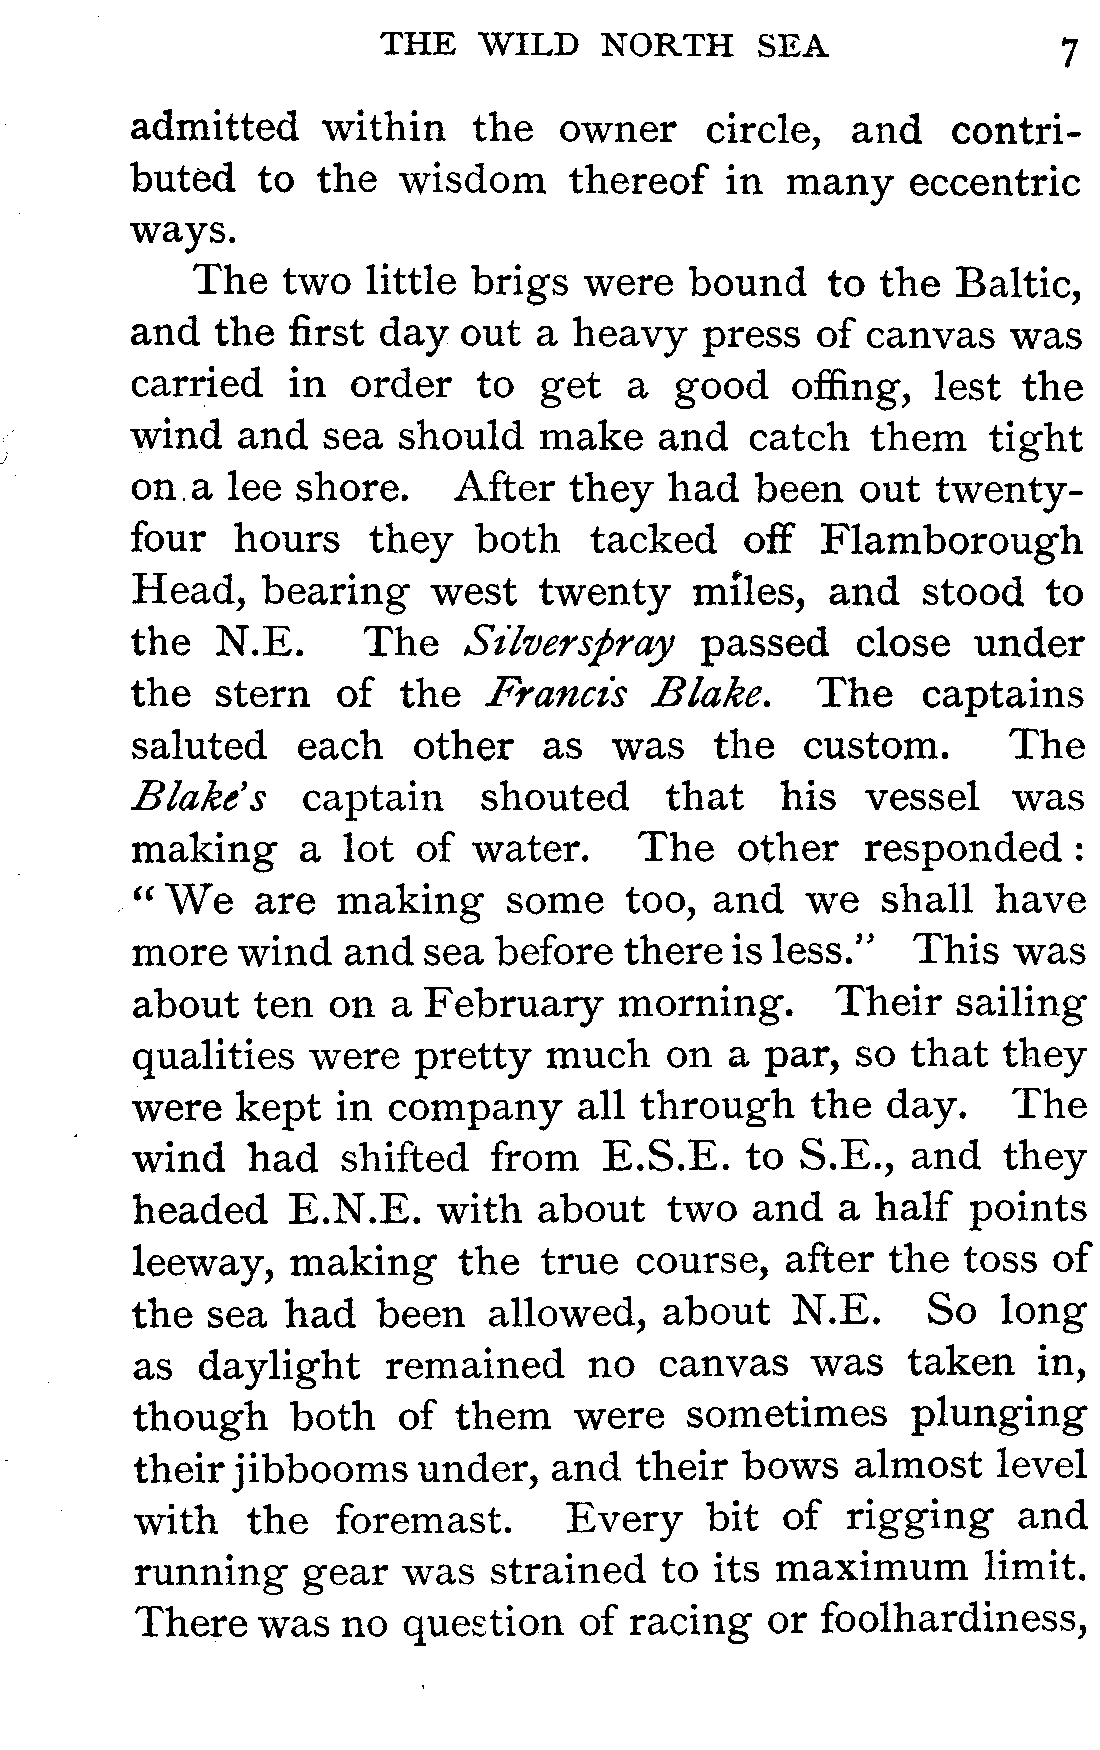 THE WILD NORTH SEA 7
admitted within the owner circle, and contri-
buted to the wisdom thereof in many eccentric
ways.
The two little brigs were bound to the Baltic,
and the first day out a heavy press of canvas was
carried in order to get a good offing, lest the
wind and sea should make and catch them tight
on a lee shore. After they had been out twenty-
four hours they both tacked off Flamborough
Head, bearing west twenty miles, and stood to
the N.E. The Silverspray passed close under
the stern of the Francis Blake. The captains
saluted each other as was the custom. The
Blake's captain shouted that his vessel was
making a lot of water. The other responded :
"We are making some too, and we shall have
more wind and sea before there is less." This was
about ten on a February morning. Their sailing
qualities were pretty much on a par, so that they
were kept in company all through the day. The
wind had shifted from E.S.E. to S.E., and they
headed E.N.E. with about two and a half points
leeway, making the true course, after the toss of
the sea had been allowed, about N.E. So long
as daylight remained no canvas was taken in,
though both of them were sometimes plunging
their jibbooms under, and their bows almost level
with the foremast. Every bit of rigging and
running gear was strained to its maximum limit.
There was no question of racing or foolhardiness,